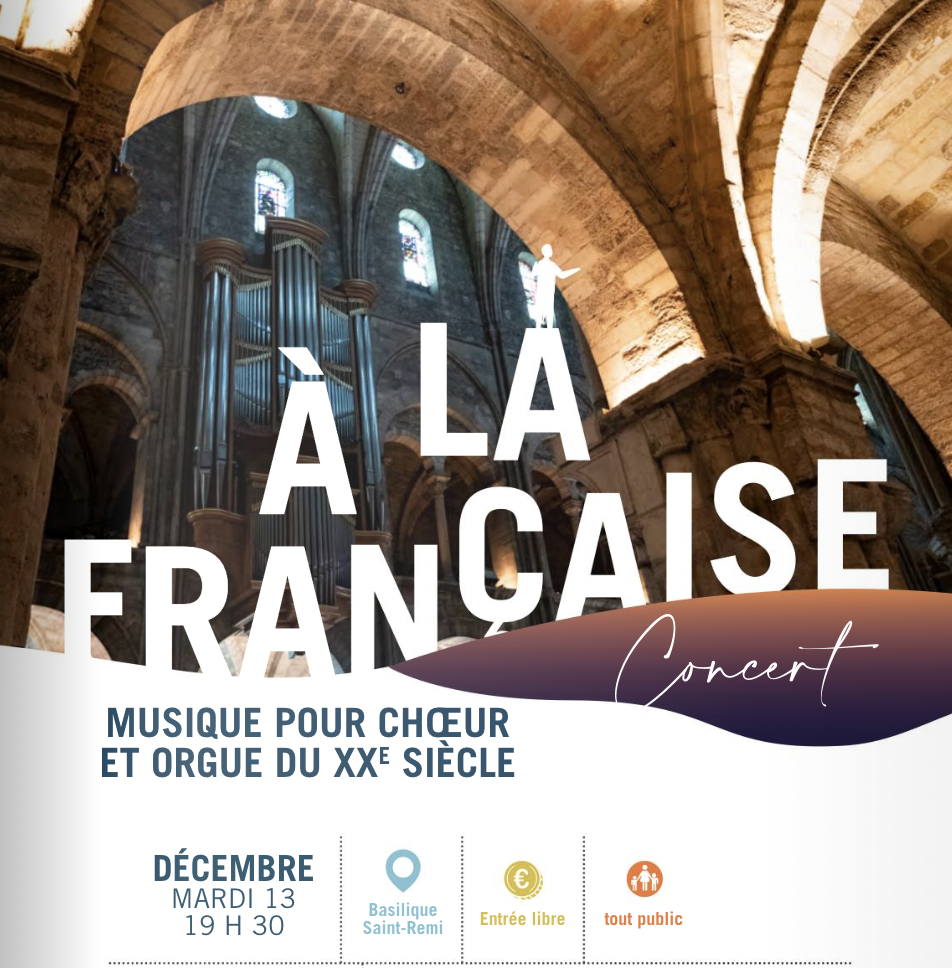 À LA
FRANÇAISE
Concert
MUSIQUE POUR CHŒUR
ET ORGUE DU XXE SIÈCLE
DÉCEMBRE
MARDI 13
19 H 30
Basilique
Saint-Remi
€
Entrée libre
tout public